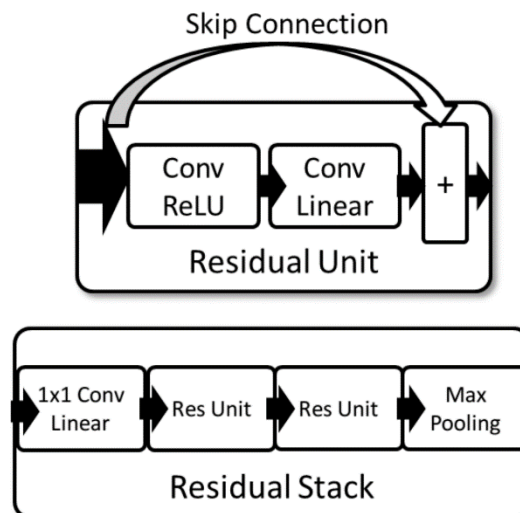 Skip Connection
Conv
ReLU
Conv
Linear
+
Residual Unit
1x1 Conv
Linear
Res Unit
Res Unit
Max
Pooling
Residual Stack